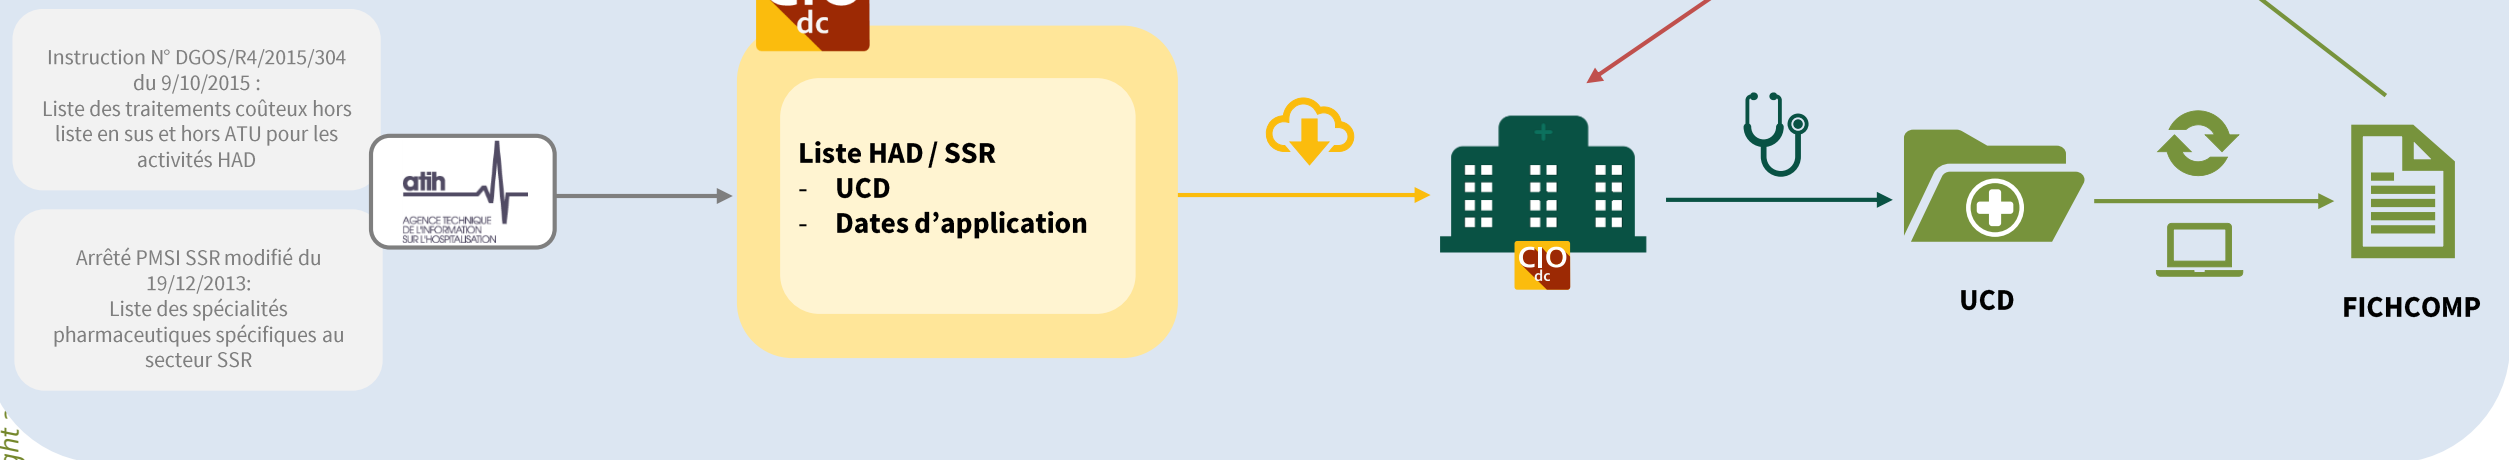 Instruction N° DGOS/R4/2015/304
du 9/10/2015 :
Liste des traitements coûteux hors
liste en sus et hors ATU pour les
activités HAD
Arrêté PMSI SSR modifié du
19/12/2013:
Liste des spécialités
pharmaceutiques spécifiques au
secteur SSR
atih
AGENCE TECHNIQUE
DE L'INFORMATION
SUR L'HOSPITALISATION
dc
Liste HAD / SSR
- UCD
- Dates d’application
CIO
dc
UCD
FICHCOMP